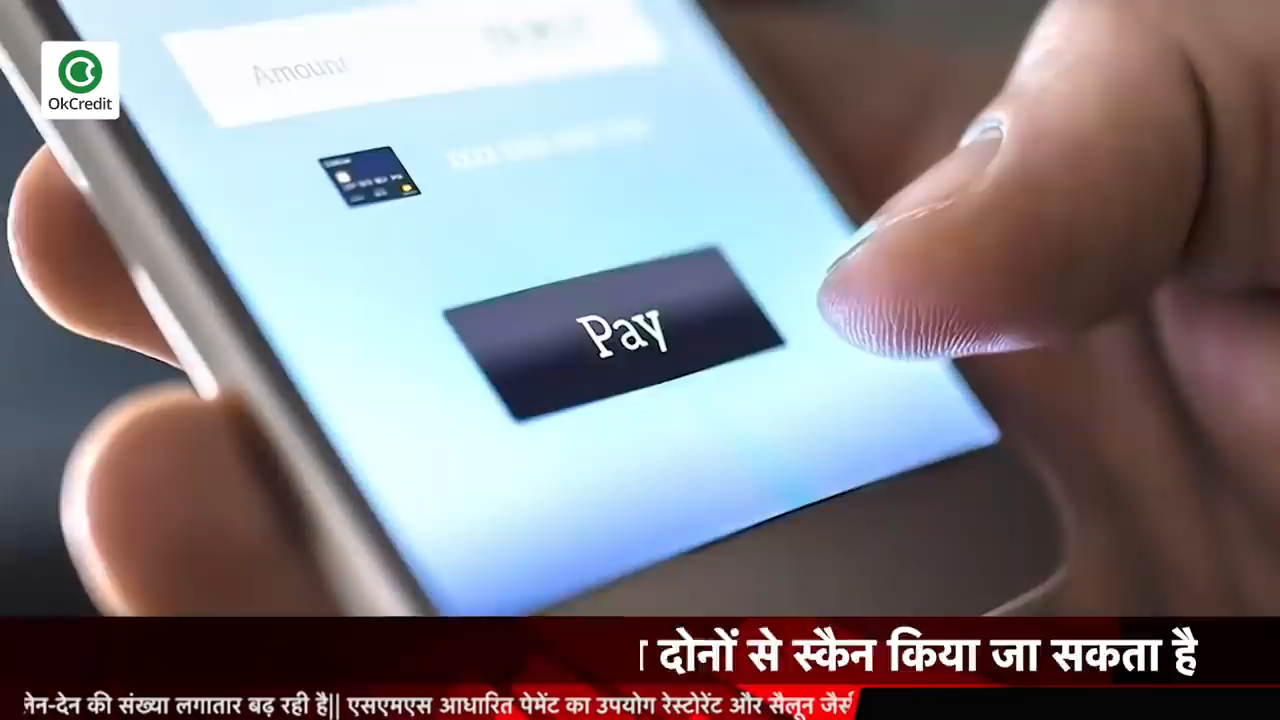 OkCredit
Amount
Pay
दोनों से स्कैन किया जा सकता है
लेन-देन की संख्या लगातार बढ़ रही है|| एसएमएस आधारित पेमेंट का उपयोग रेस्टोरेंट और सैलून